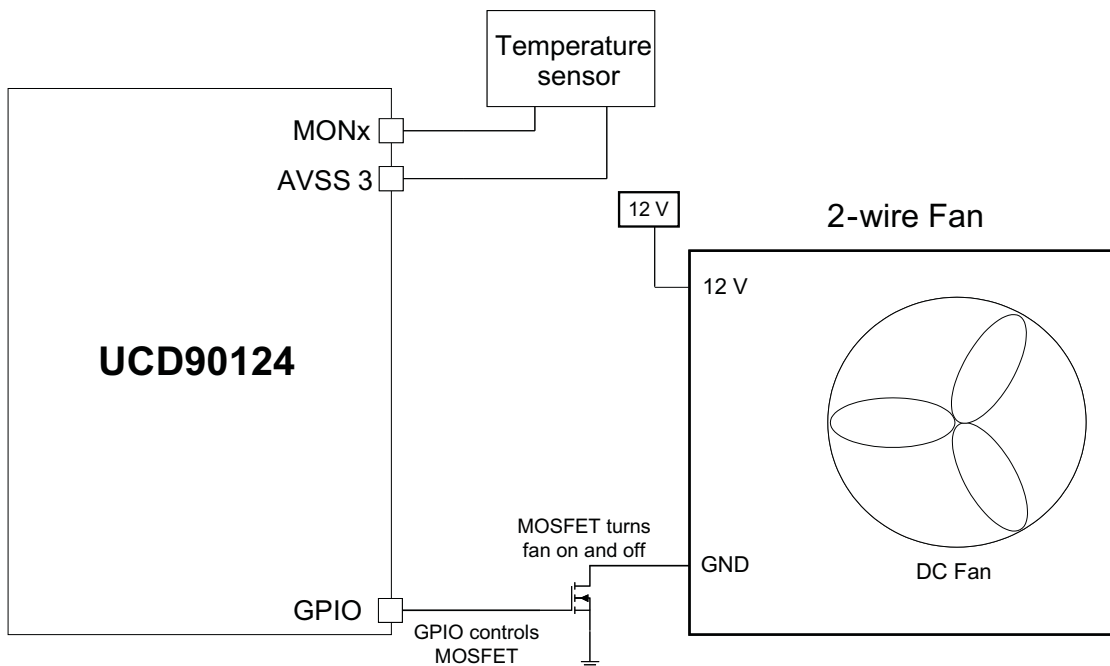 Temperature
sensor
MONx
AVSS 3
12 V
2-wire Fan
12 V
UCD90124
MOSFET turns
fan on and off
GND
DC Fan
GPIO
GPIO controls
MOSFET